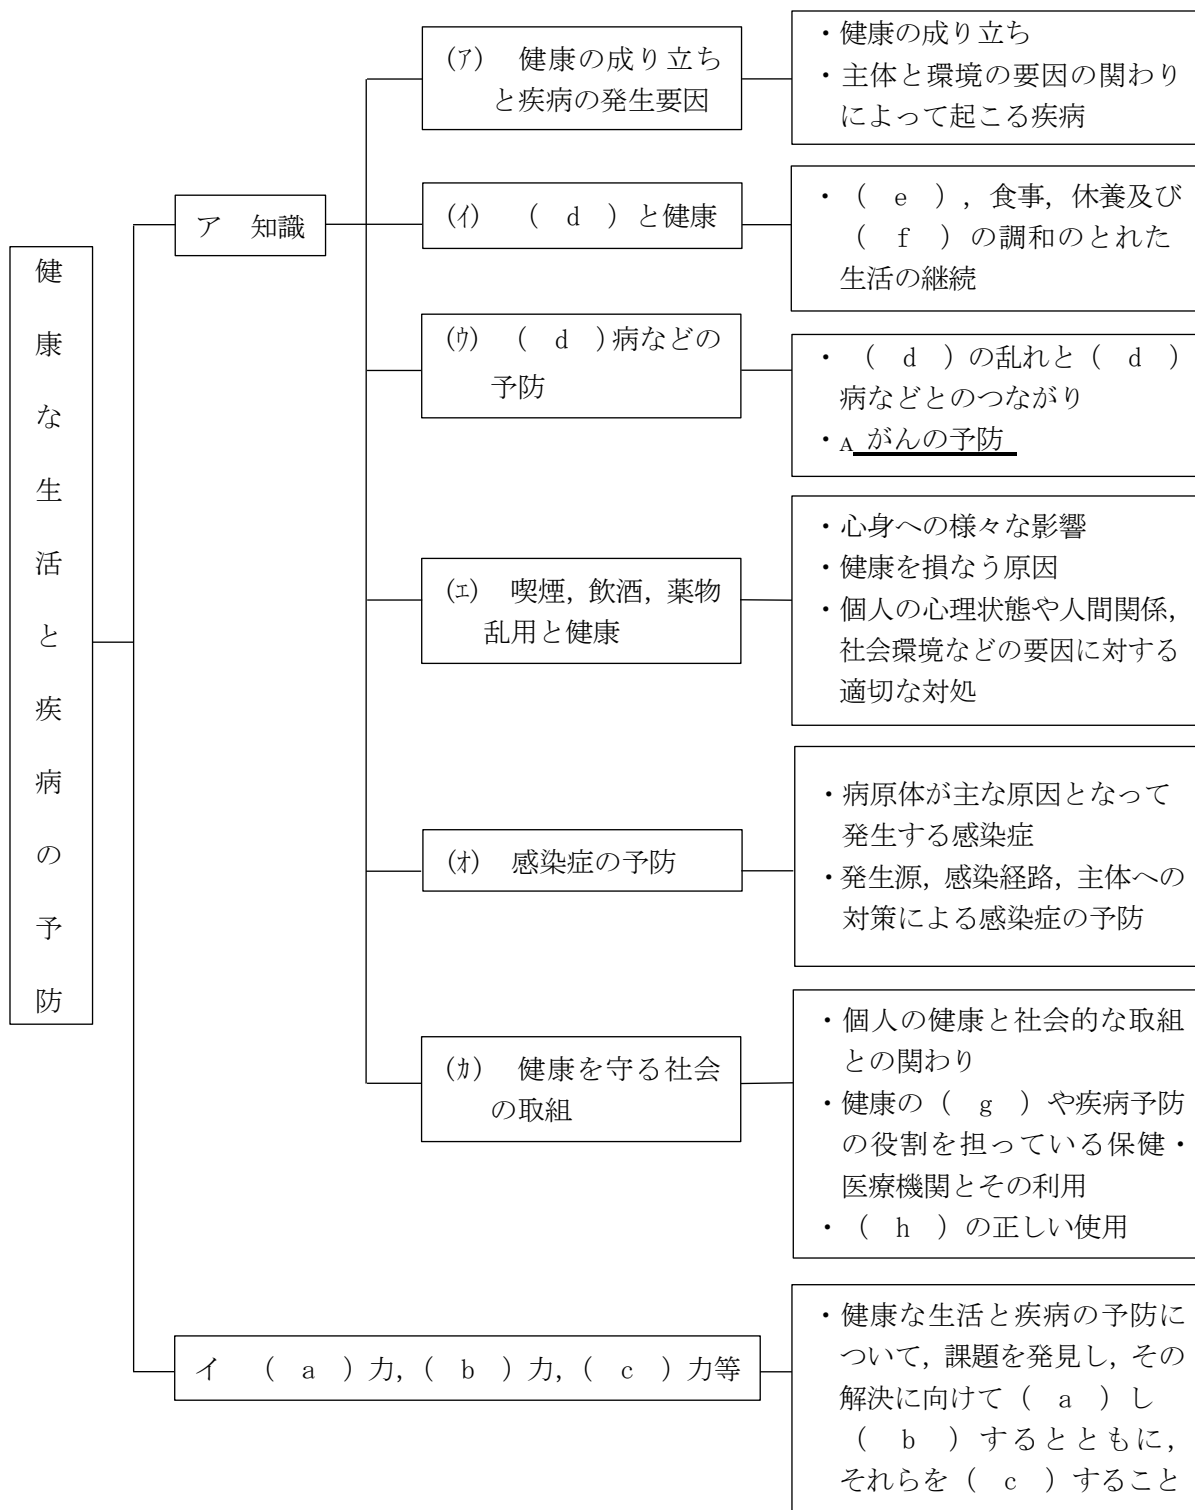 健康な生活と疾病の予防
ア 知識
(ア) 健康の成り立ち
と疾病の発生要因
・健康の成り立ち
・主体と環境の要因の関わり
によって起こる疾病
(イ) ( d )と健康
・( e ),食事,休養及び
( f )の調和のとれた
生活の継続
(ウ) ( d )病などの
予防
・( d )の乱れと( d )
病などとのつながり
・A がんの予防
(エ) 喫煙,飲酒,薬物
乱用と健康
・心身への様々な影響
・健康を損なう原因
・個人の心理状態や人間関係,
社会環境などの要因に対する
適切な対処
(オ) 感染症の予防
・病原体が主な原因となって
発生する感染症
・発生源,感染経路,主体への
対策による感染症の予防
(カ) 健康を守る社会
の取組
・個人の健康と社会的な取組
との関わり
・健康の( g )や疾病予防
の役割を担っている保健・
医療機関とその利用
・( h )の正しい使用
イ ( a )力,( b )力,( c )力等
・健康な生活と疾病の予防に
ついて,課題を発見し,その
解決に向けて( a )し
( b )するとともに,
それらを( c )すること